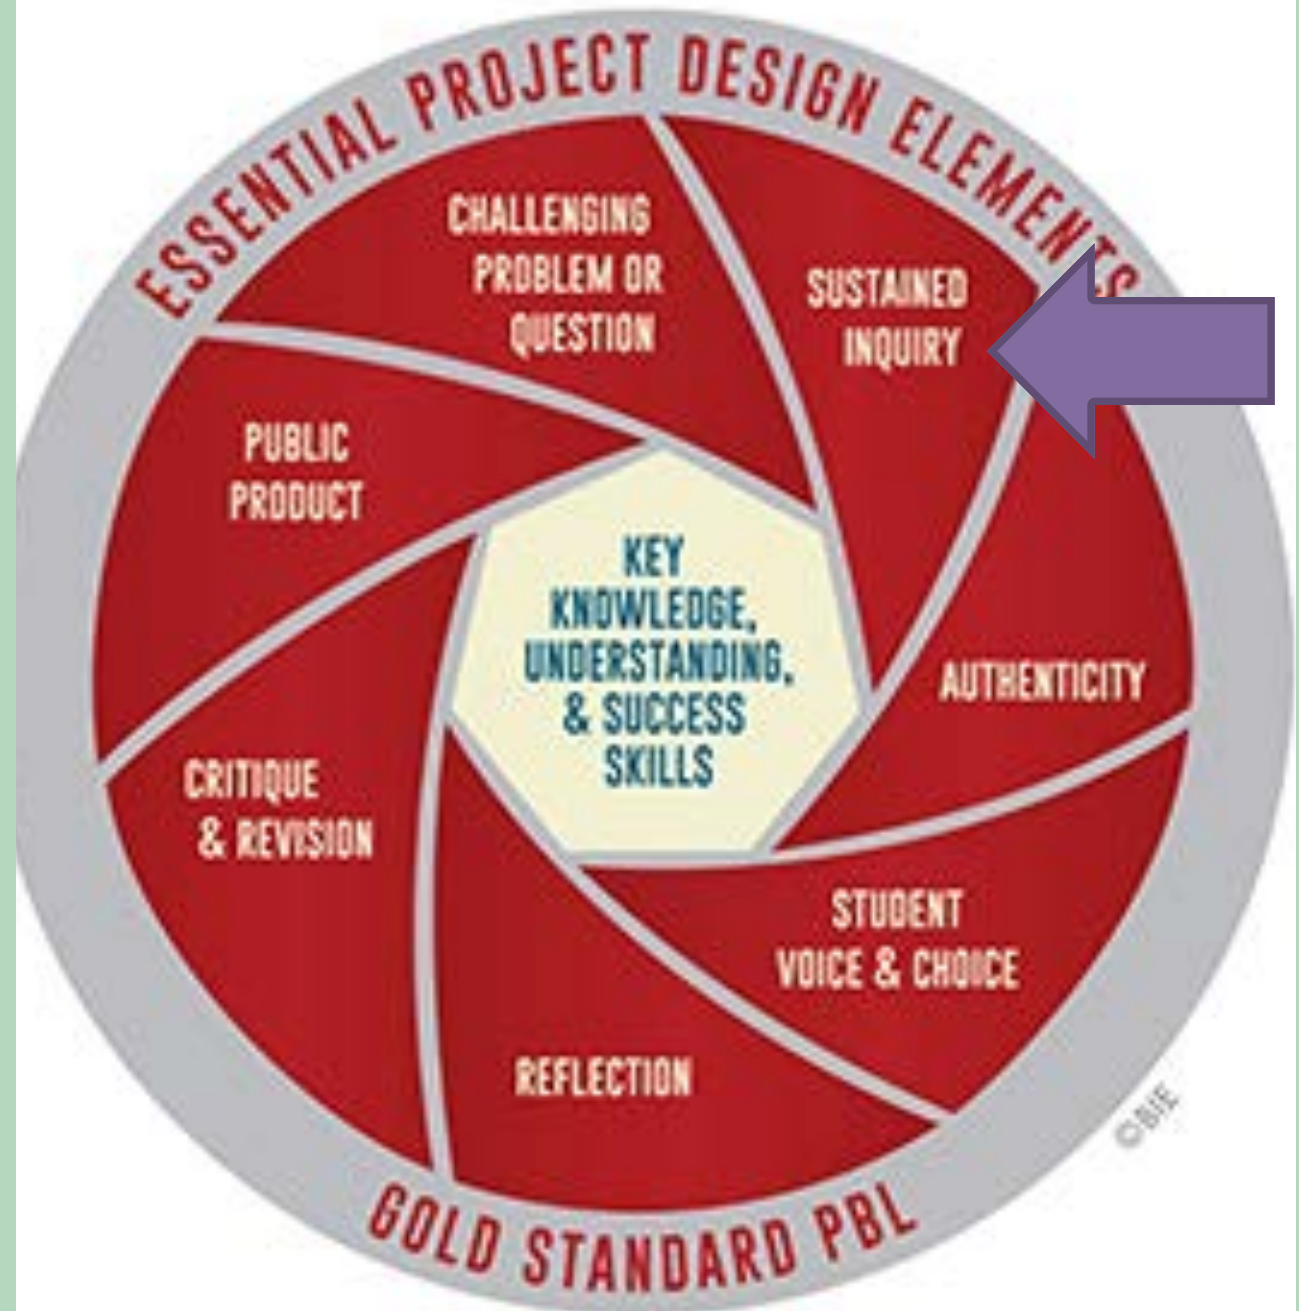 ESSENTIAL PROJECT DESIGN ELEMENTS
CHALLENGING
PROBLEM OR
QUESTION
SUSTAINED
INQUIRY
AUTHENTICITY
STUDENT
VOICE & CHOICE
REFLECTION
CRITIQUE
& REVISION
PUBLIC
PRODUCT
KEY
KNOWLEDGE,
UNDERSTANDING,
& SUCCESS
SKILLS
GOLD STANDARD PBL
©BIE